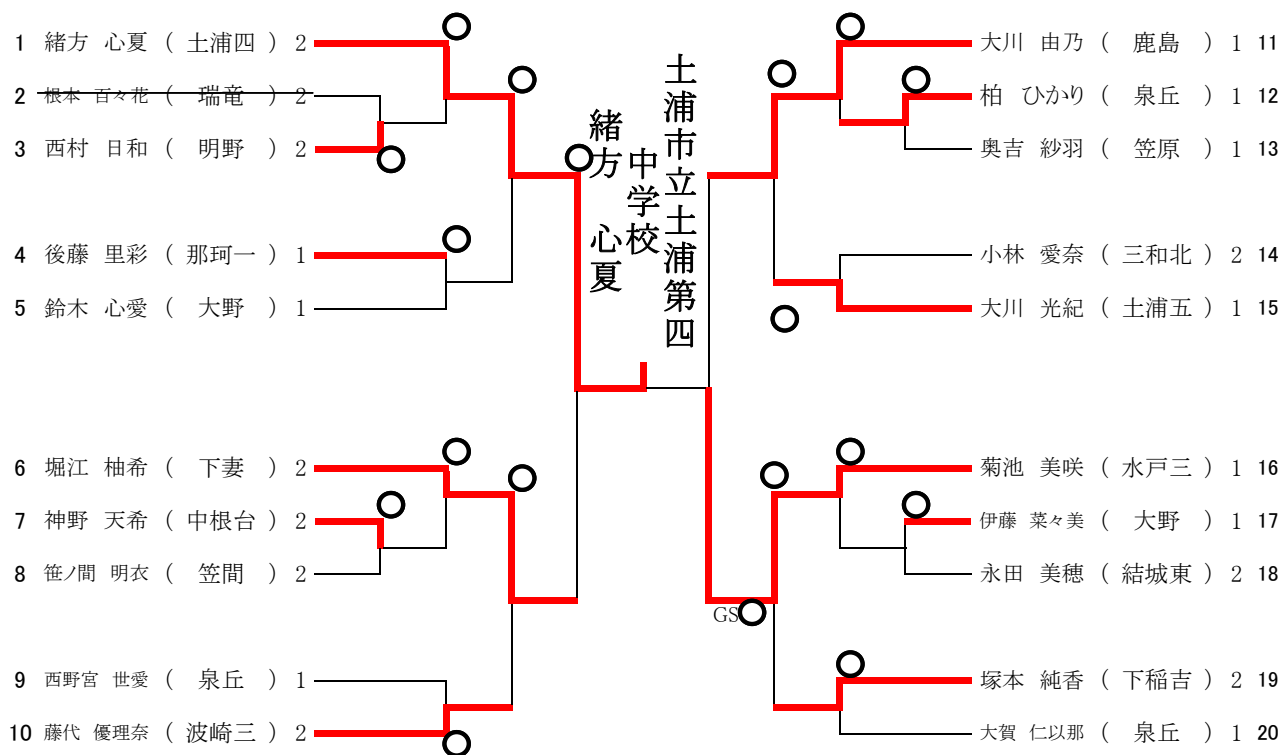 1 緒方 心夏 ( 土浦四 ) 2
2 根本 百々花 ( 瑞竜 ) 2
3 西村 日和 ( 明野 ) 2
4 後藤 里彩 ( 那珂一 ) 1
5 鈴木 心愛 ( 大野 ) 1
6 堀江 柚希 ( 下妻 ) 2
7 神野 天希 ( 中根台 ) 2
8 笹ノ間 明衣 ( 笠間 ) 2
9 西野宮 世愛 ( 泉丘 ) 1
10 藤代 優理奈 ( 波崎三 ) 2
土浦市立土浦第四
中学校
緒方 心夏
GS
大川 由乃 ( 鹿島 ) 1 11
柏 ひかり ( 泉丘 ) 1 12
奥吉 紗羽 ( 笠原 ) 1 13
小林 愛奈 ( 三和北 ) 2 14
大川 光紀 ( 土浦五 ) 1 15
菊池 美咲 ( 水戸三 ) 1 16
伊藤 菜々美 ( 大野 ) 1 17
永田 美穂 ( 結城東 ) 2 18
塚本 純香 ( 下稲吉 ) 2 19
大賀 仁以那 ( 泉丘 ) 1 20